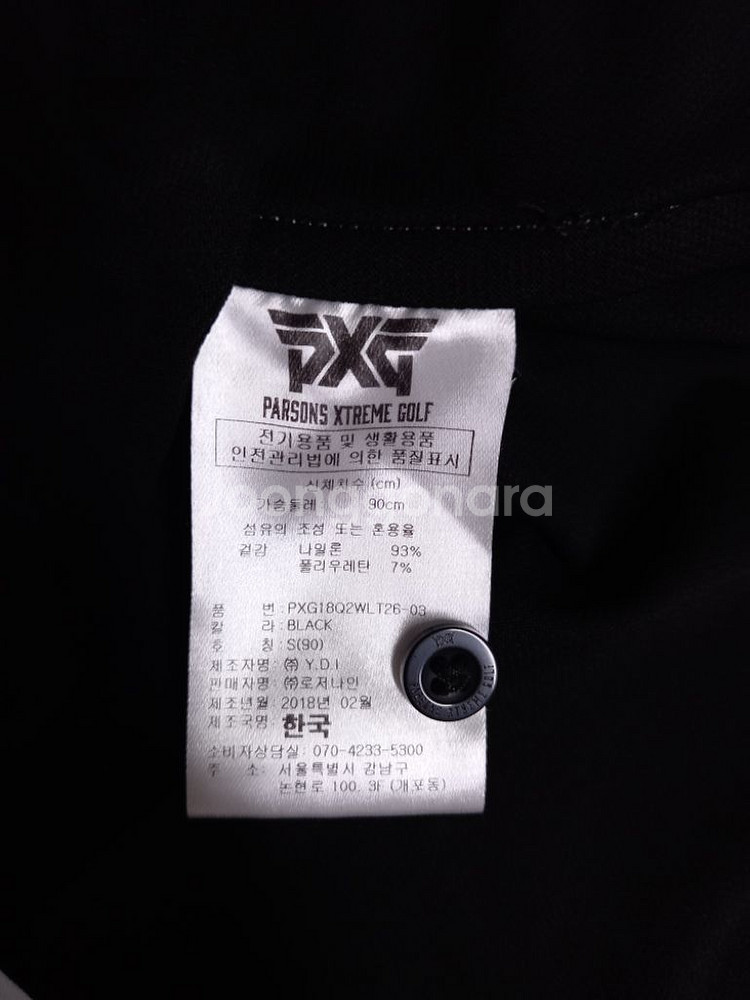 PXG
PARSONS XTREME GOLF
전기용품 및 생활용품
안전관리법에 의한 품질표시
신체치수 (cm)
가슴둘레 90cm
joonggonara
섬유의 조성 또는 혼용율
겉감 나일론 93%
폴리우레탄 7%
품 번 : PXG18Q2WLT26-03
칼 라 : BLACK
호 칭 : S(90)
제조자명 : ㈜ Y.D.I
판매자명 : ㈜로저나인
제조년월 : 2018년 02월
제조국명 : 한국
소비자상담실 : 070-4233-5300
주 소 : 서울특별시 강남구
논현로 100. 3F (개포동)
PXG
PARSONS XTREME GOLF